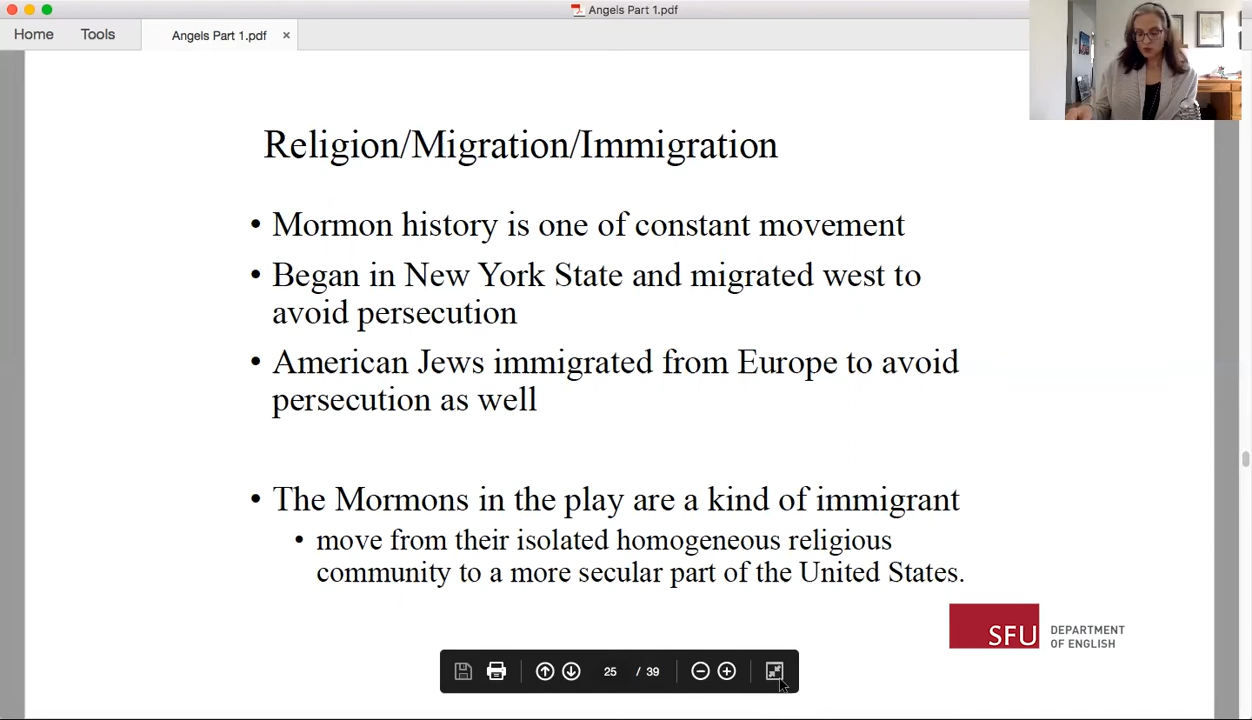 Angels Part 1.pdf
Home Tools Angels Part 1.pdf ×
Religion/Migration/Immigration
• Mormon history is one of constant movement
• Began in New York State and migrated west to
avoid persecution
• American Jews immigrated from Europe to avoid
persecution as well
• The Mormons in the play are a kind of immigrant
• move from their isolated homogeneous religious
community to a more secular part of the United States.
SFU DEPARTMENT
OF ENGLISH
25 / 39